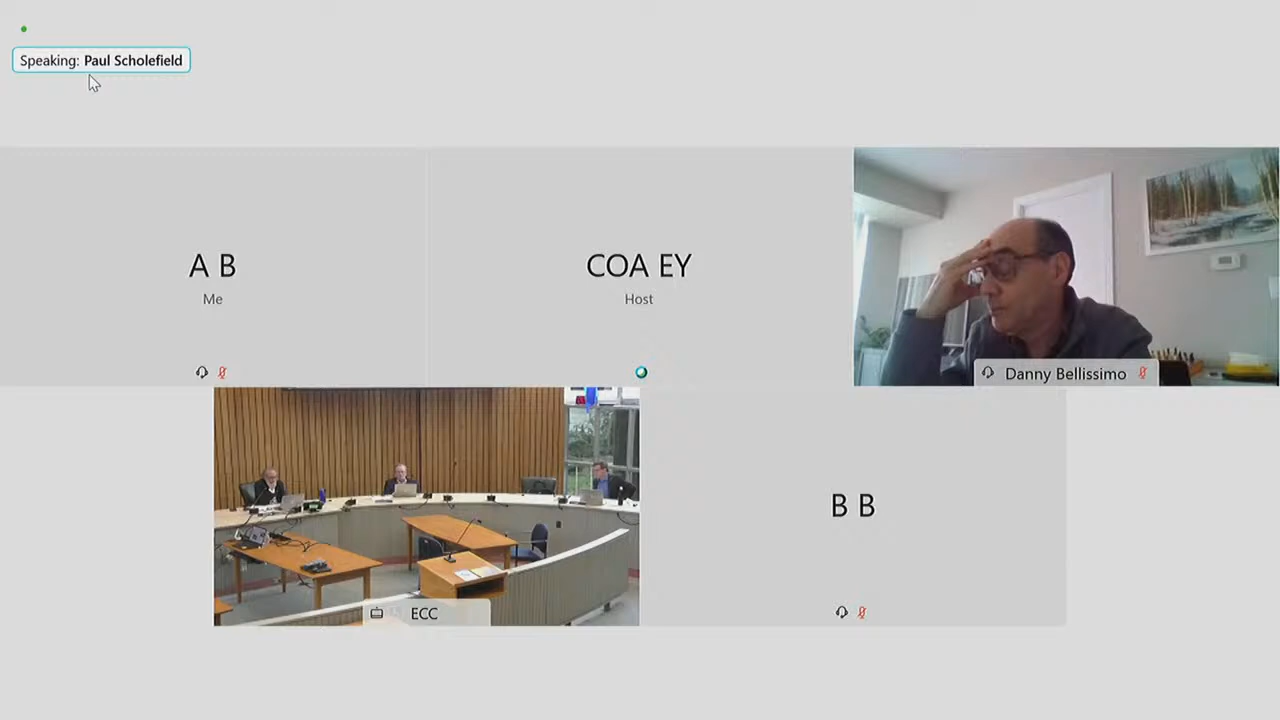 Speaking: Paul Scholefield
A B
Me
COA EY
Host
Danny Bellissimo
ECC
B B